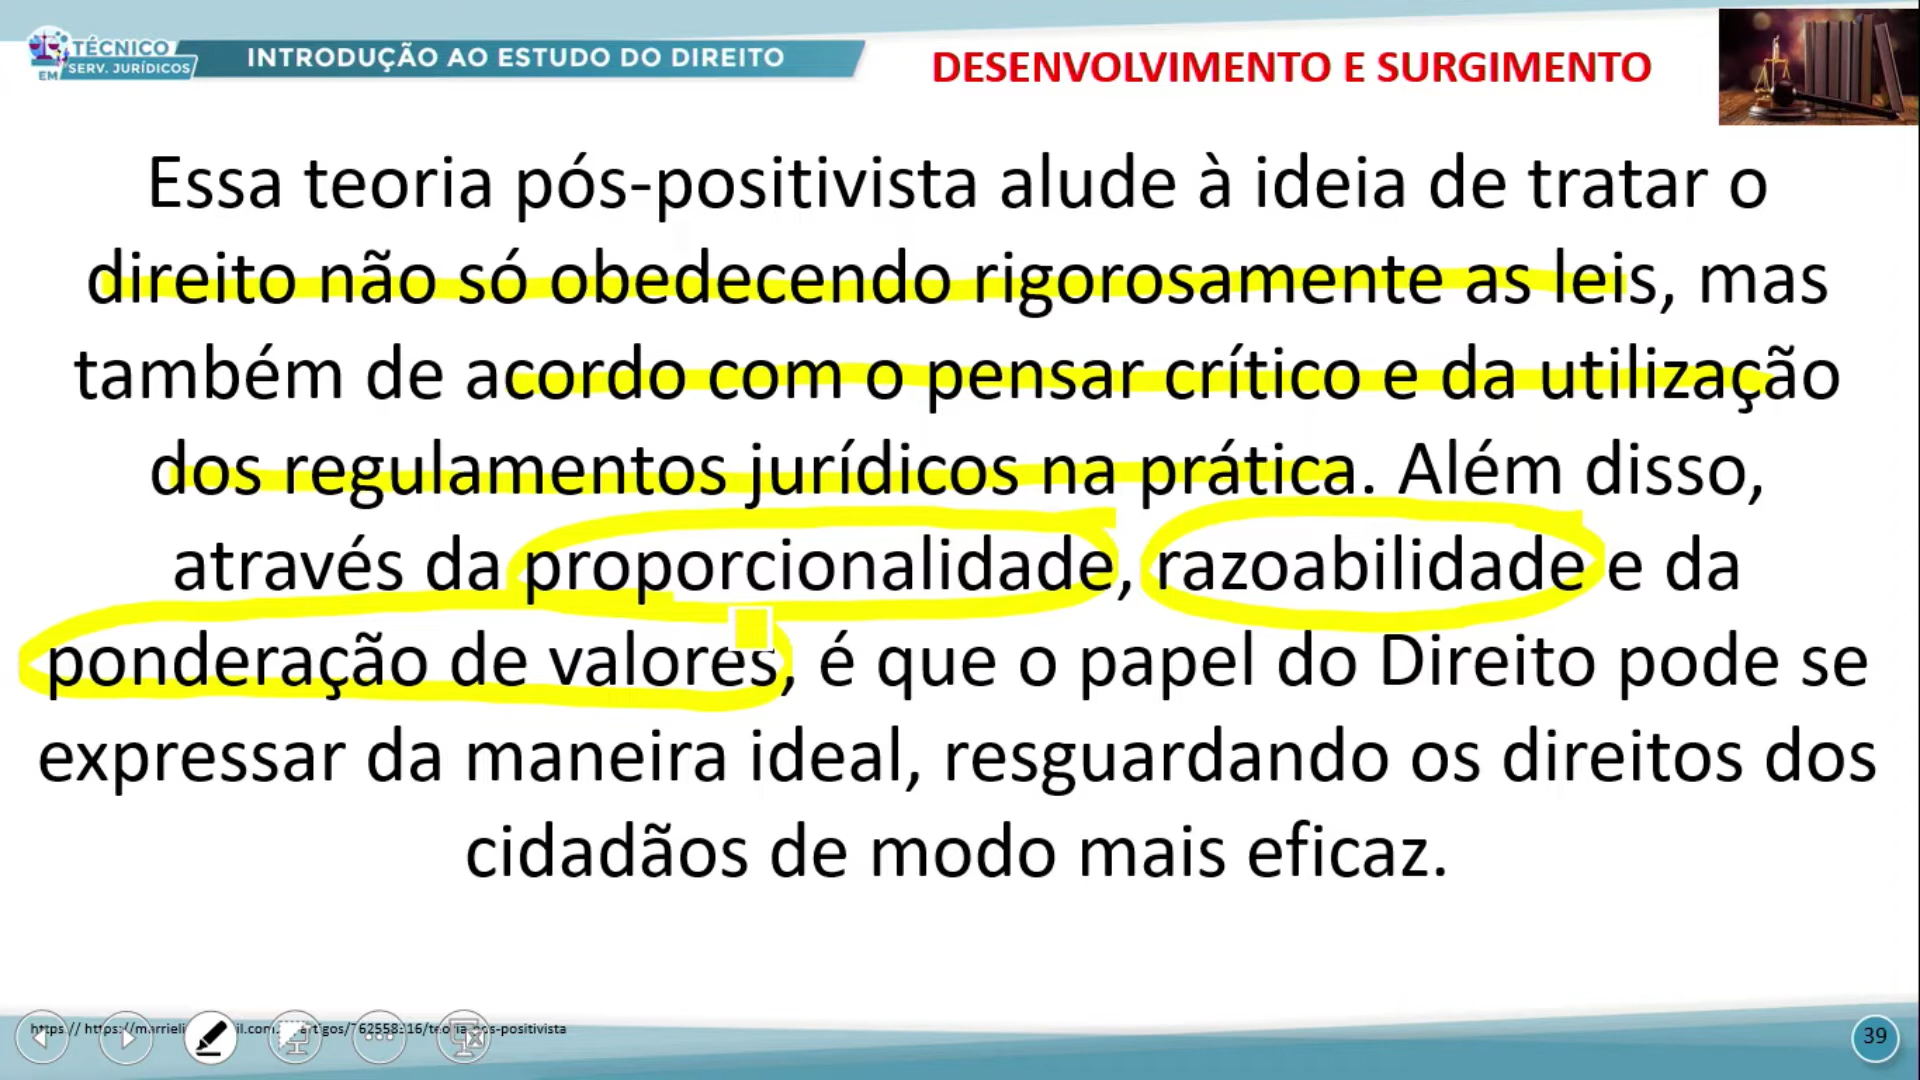 TÉCNICO
EM SERV. JURÍDICOS
INTRODUÇÃO AO ESTUDO DO DIREITO
DESENVOLVIMENTO E SURGIMENTO
Essa teoria pós-positivista alude à ideia de tratar o
direito não só obedecendo rigorosamente as leis, mas
também de acordo com o pensar crítico e da utilização
dos regulamentos jurídicos na prática. Além disso,
através da proporcionalidade, razoabilidade e da
ponderação de valores, é que o papel do Direito pode se
expressar da maneira ideal, resguardando os direitos dos
cidadãos de modo mais eficaz.
39